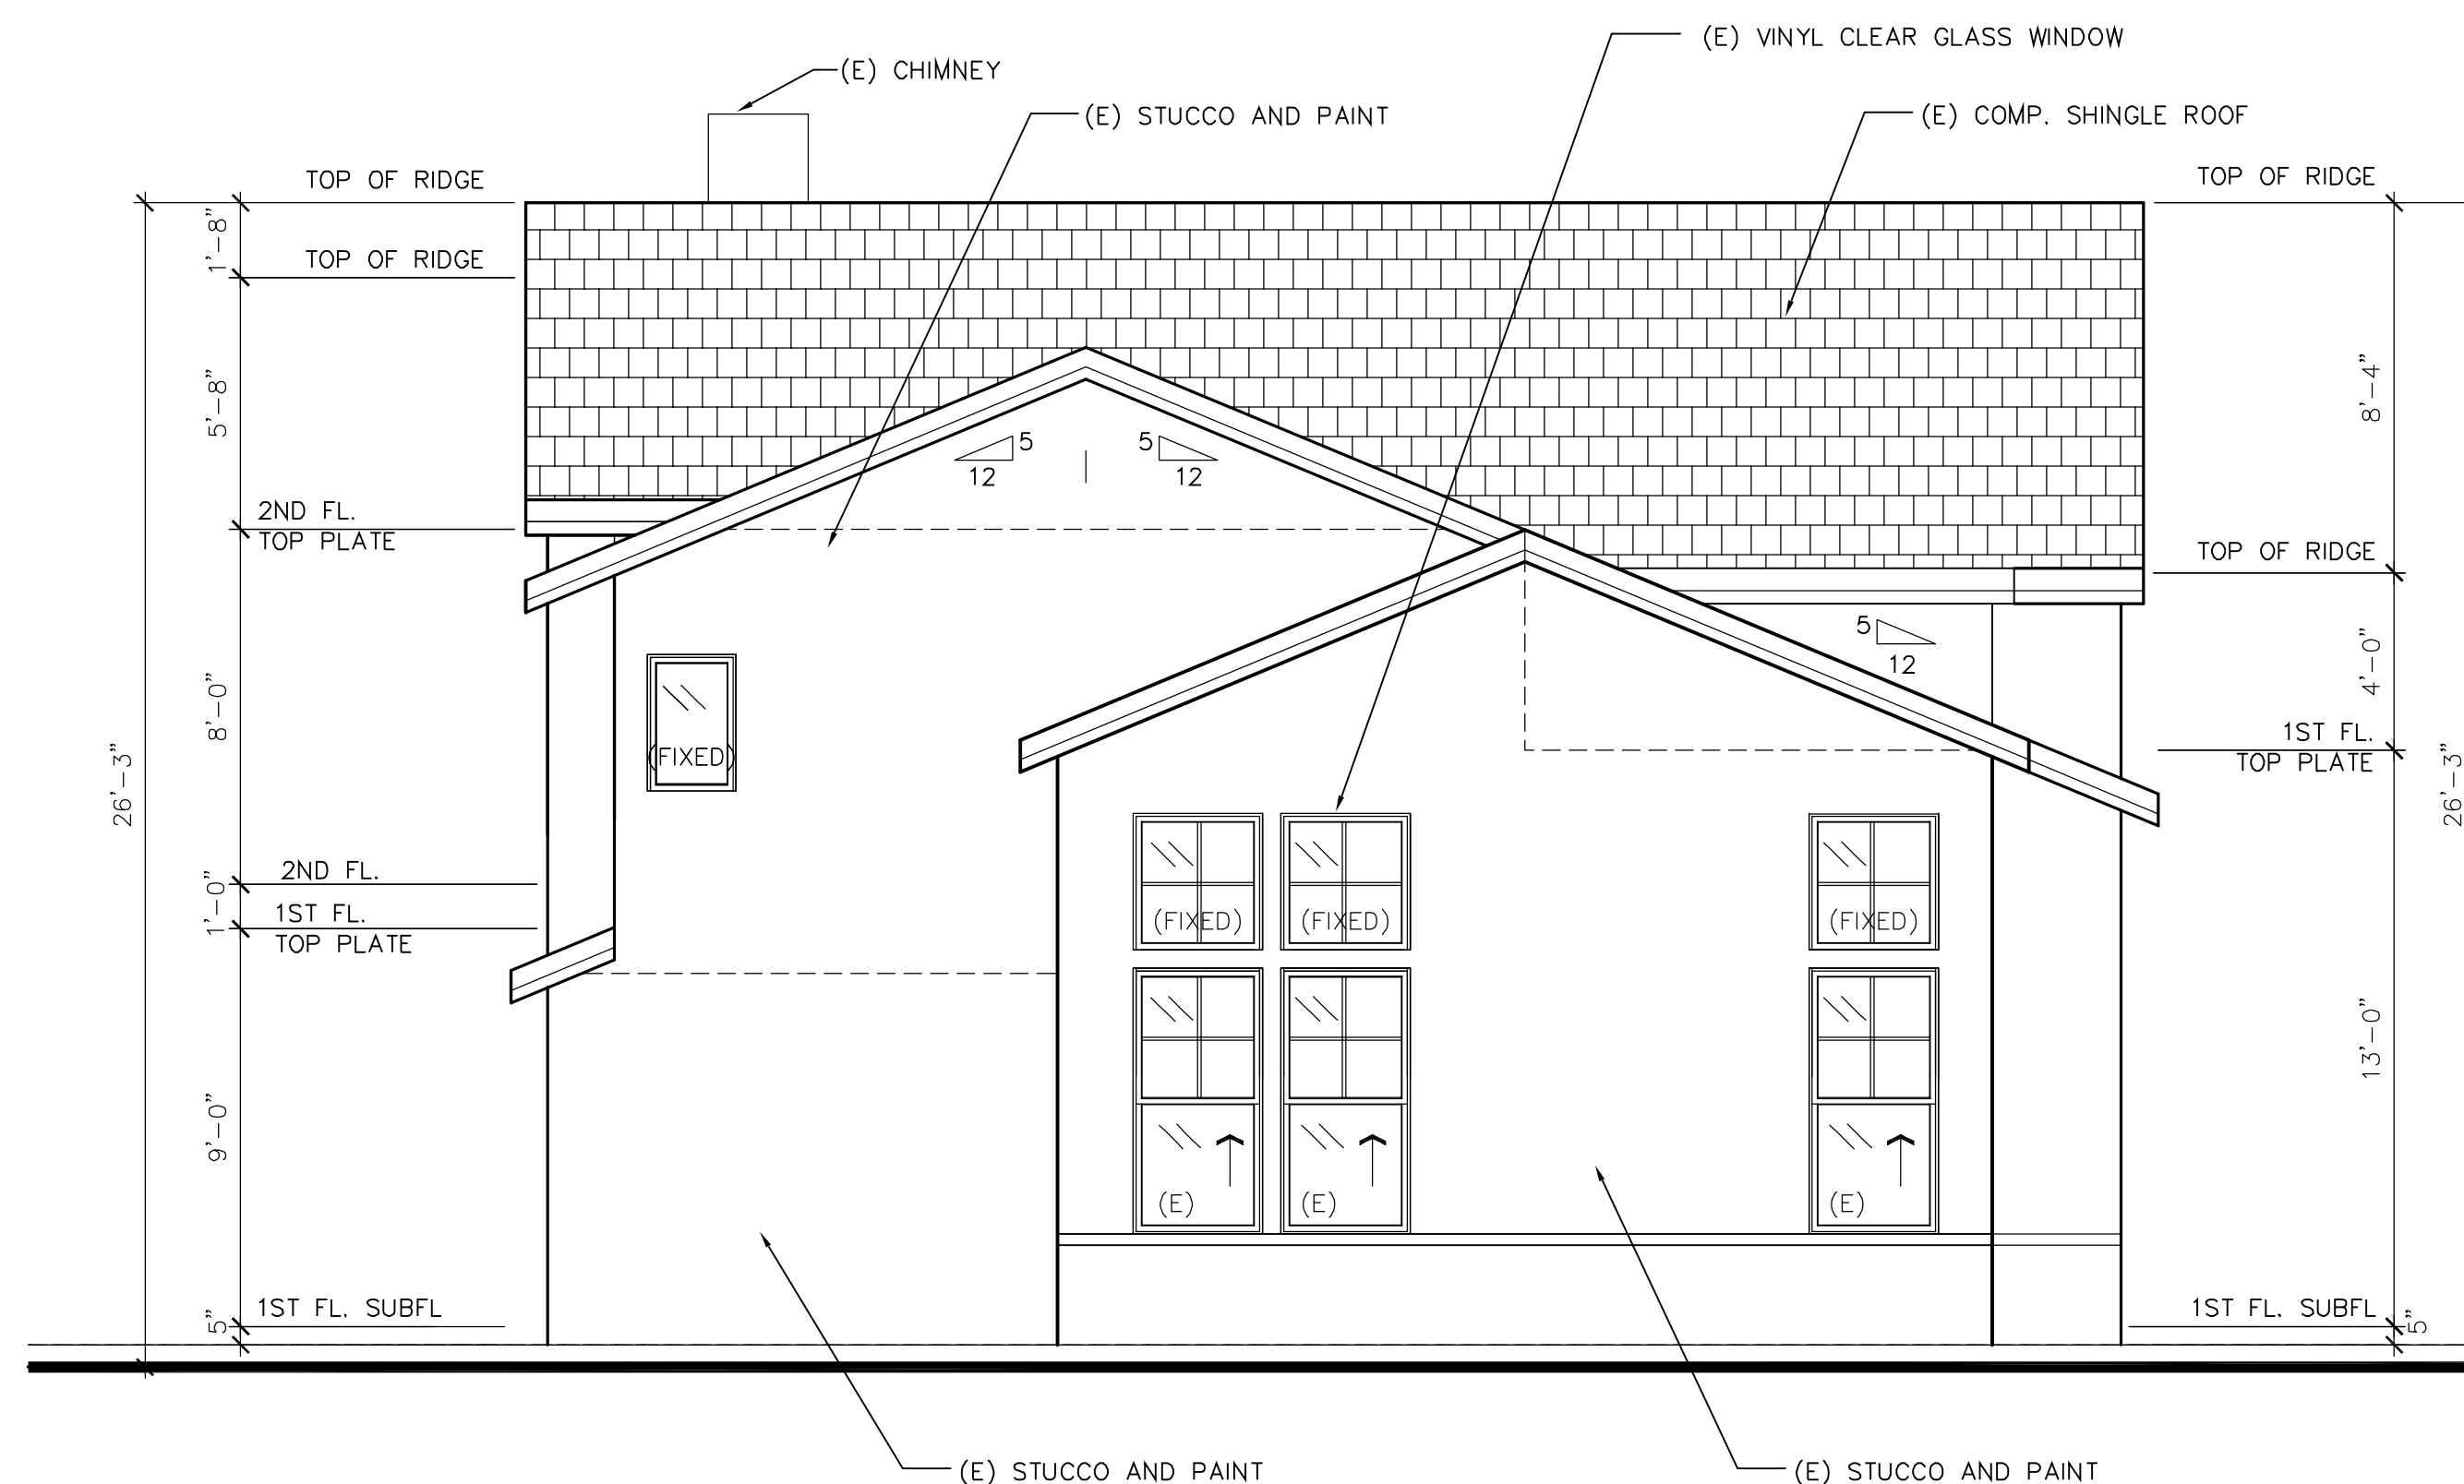 (E) VINYL CLEAR GLASS WINDOW
(E) CHIMNEY
(E) STUCCO AND PAINT
(E) COMP. SHINGLE ROOF
TOP OF RIDGE
TOP OF RIDGE
1'-8"
TOP OF RIDGE
5'-8"
8'-4"
5
12
5
12
2ND FL.
TOP PLATE
TOP OF RIDGE
5
12
8'-0"
4'-0"
1ST FL.
TOP PLATE
(FIXED)
26'-3"
26'-3"
2ND FL.
1'-0"
1ST FL.
TOP PLATE
(FIXED)
(FIXED)
(FIXED)
13'-0"
9'-0"
(E)
(E)
(E)
1ST FL. SUBFL
1ST FL. SUBFL
5"
5"
(E) STUCCO AND PAINT
(E) STUCCO AND PAINT